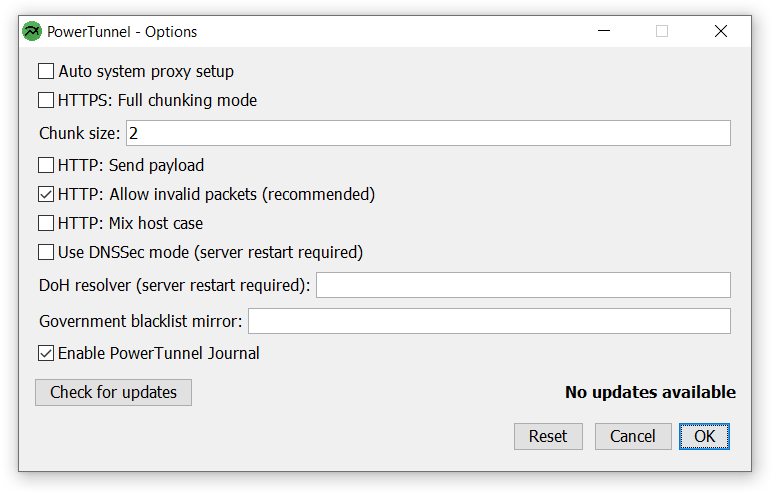 PowerTunnel - Options
Auto system proxy setup
HTTPS: Full chunking mode
Chunk size: 2
HTTP: Send payload
HTTP: Allow invalid packets (recommended)
HTTP: Mix host case
Use DNSSec mode (server restart required)
DoH resolver (server restart required):
Government blacklist mirror:
Enable PowerTunnel Journal
Check for updates No updates available
Reset Cancel OK